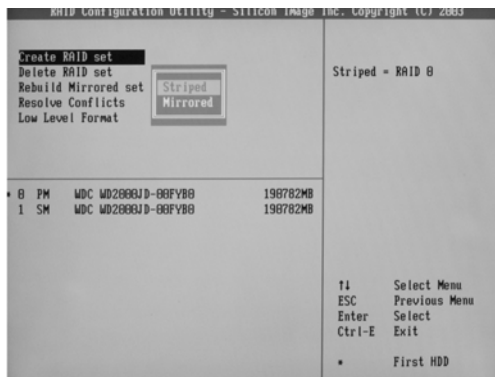 RAID Configuration Utility - Silicon Image Inc. Copyright (C) 2003
Create RAID set
Delete RAID set
Rebuild Mirrored set
Resolve Conflicts
Low Level Format
Striped
Mirrored
Striped = RAID 0
* 0 PM WDC WD2000JD-00FYB0 190782MB
1 SM WDC WD2000JD-00FYB0 190782MB
↑↓ Select Menu
ESC Previous Menu
Enter Select
Ctrl-E Exit
* First HDD